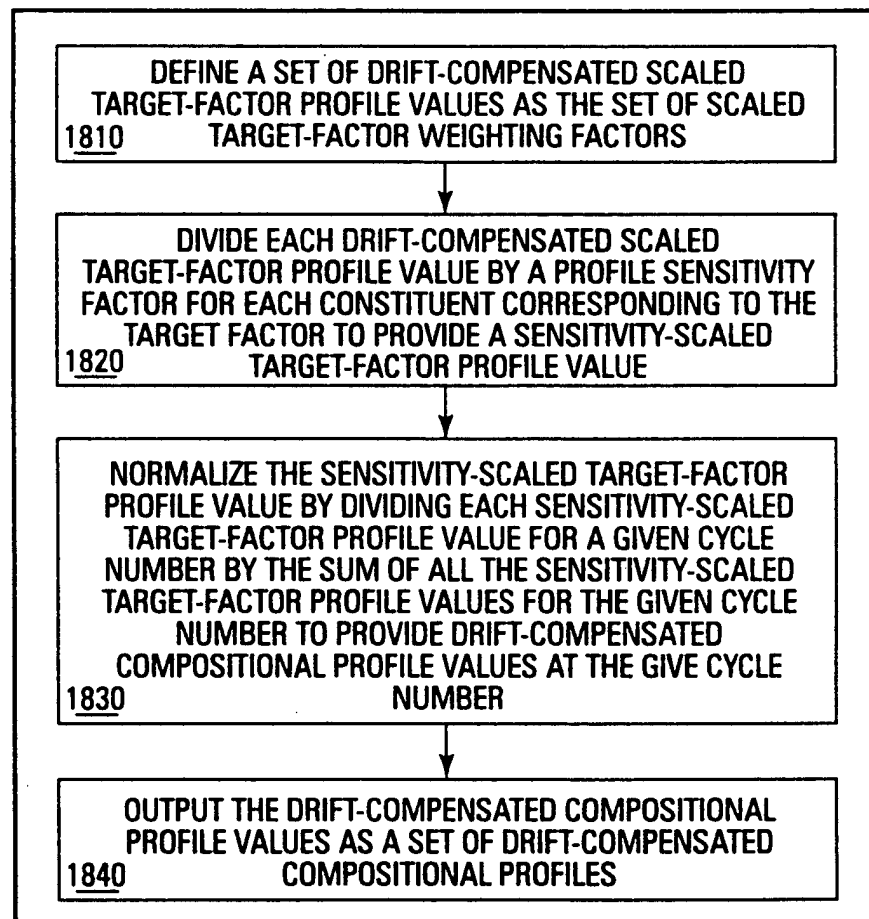 DEFINE A SET OF DRIFT-COMPENSATED SCALED
TARGET-FACTOR PROFILE VALUES AS THE SET OF SCALED
1810 TARGET-FACTOR WEIGHTING FACTORS
DIVIDE EACH DRIFT-COMPENSATED SCALED
TARGET-FACTOR PROFILE VALUE BY A PROFILE SENSITIVITY
FACTOR FOR EACH CONSTITUENT CORRESPONDING TO THE
TARGET FACTOR TO PROVIDE A SENSITIVITY-SCALED
1820 TARGET-FACTOR PROFILE VALUE
NORMALIZE THE SENSITIVITY-SCALED TARGET-FACTOR
PROFILE VALUE BY DIVIDING EACH SENSITIVITY-SCALED
TARGET-FACTOR PROFILE VALUE FOR A GIVEN CYCLE
NUMBER BY THE SUM OF ALL THE SENSITIVITY-SCALED
TARGET-FACTOR PROFILE VALUES FOR THE GIVEN CYCLE
NUMBER TO PROVIDE DRIFT-COMPENSATED
COMPOSITIONAL PROFILE VALUES AT THE GIVE CYCLE
1830 NUMBER
OUTPUT THE DRIFT-COMPENSATED COMPOSITIONAL
PROFILE VALUES AS A SET OF DRIFT-COMPENSATED
1840 COMPOSITIONAL PROFILES